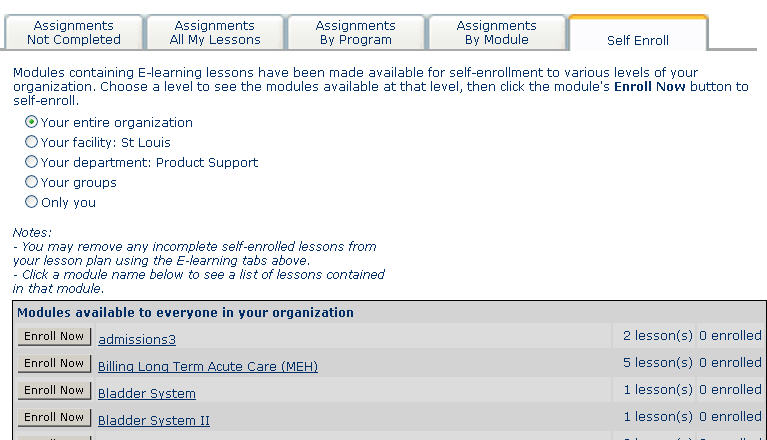 Assignments
Not Completed
Assignments
All My Lessons
Assignments
By Program
Assignments
By Module
Self Enroll
Modules containing E-learning lessons have been made available for self-enrollment to various levels of your
organization. Choose a level to see the modules available at that level, then click the module's Enroll Now button to
self-enroll.
Your entire organization
Your facility: St Louis
Your department: Product Support
Your groups
Only you
Notes:
- You may remove any incomplete self-enrolled lessons from
your lesson plan using the E-learning tabs above.
- Click a module name below to see a list of lessons contained
in that module.
Modules available to everyone in your organization
Enroll Now admissions3 2 lesson(s) 0 enrolled
Enroll Now Billing Long Term Acute Care (MEH) 5 lesson(s) 0 enrolled
Enroll Now Bladder System 1 lesson(s) 0 enrolled
Enroll Now Bladder System II 1 lesson(s) 0 enrolled